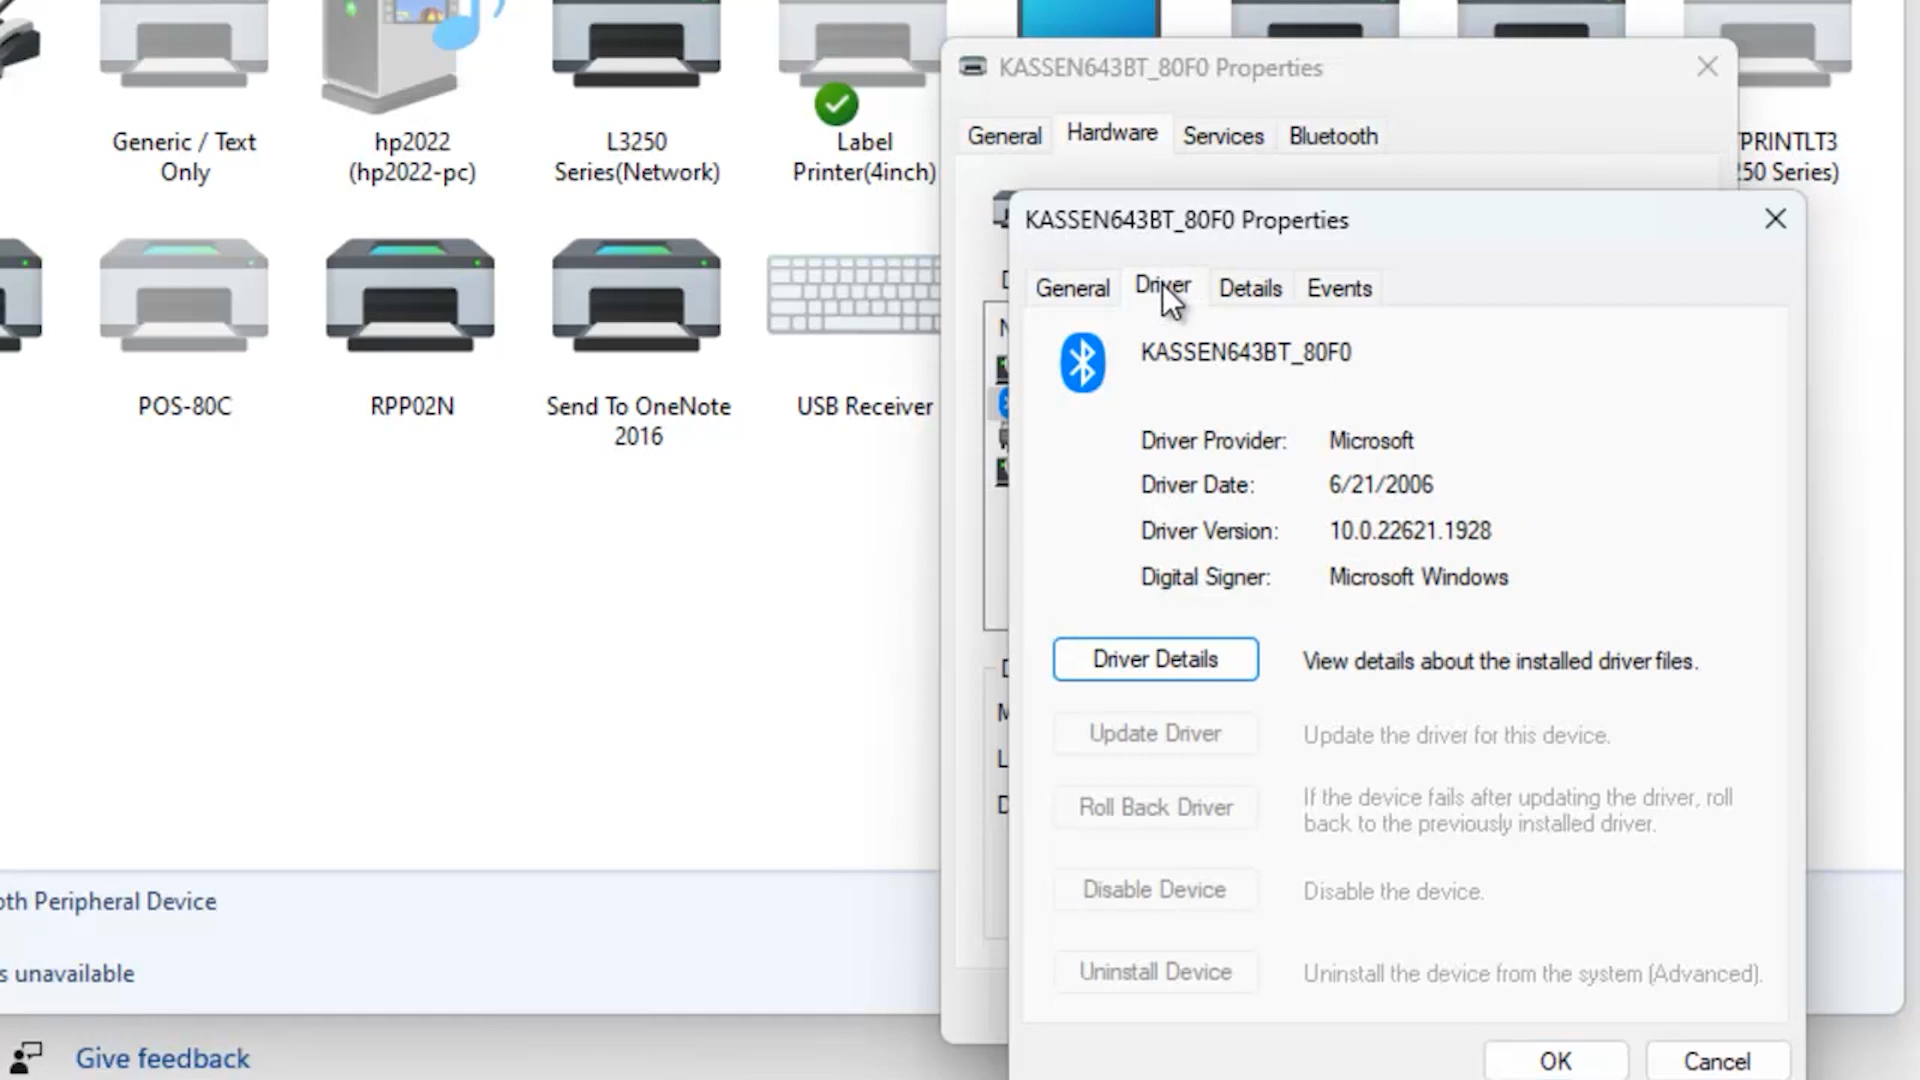 Generic / Text
Only
hp2022
(hp2022-pc)
L3250
Series(Network)
Label
Printer(4inch)
PRINTLT3
50 Series)
POS-80C
RPP02N
Send To OneNote
2016
USB Receiver
oth Peripheral Device
s unavailable
Give feedback
KASSEN643BT_80F0 Properties
General
Hardware
Services
Bluetooth
KASSEN643BT_80F0 Properties
General
Driver
Details
Events
KASSEN643BT_80F0
Driver Provider: Microsoft
Driver Date: 6/21/2006
Driver Version: 10.0.22621.1928
Digital Signer: Microsoft Windows
Driver Details
View details about the installed driver files.
Update Driver
Update the driver for this device.
Roll Back Driver
If the device fails after updating the driver, roll
back to the previously installed driver.
Disable Device
Disable the device.
Uninstall Device
Uninstall the device from the system (Advanced).
OK
Cancel